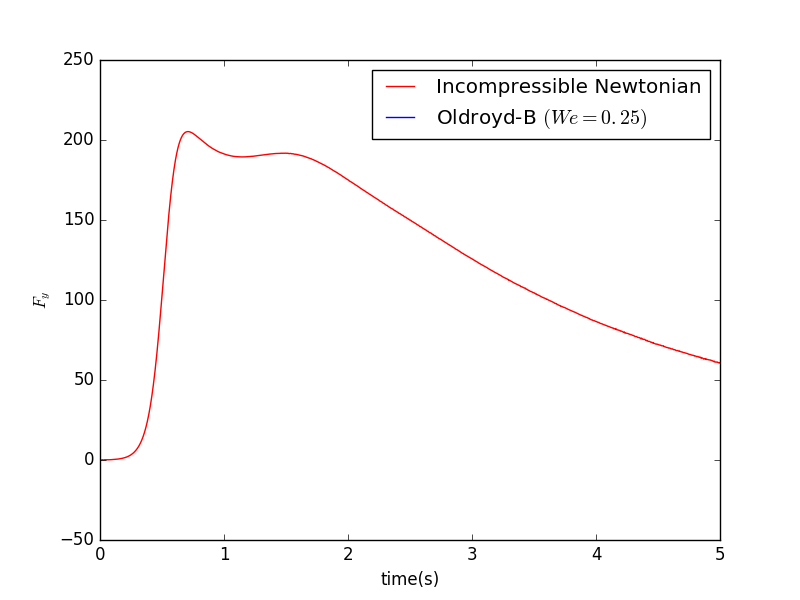 250
200
150
100
50
0
−50
F_y
0 1 2 3 4 5
time(s)
Incompressible Newtonian
Oldroyd-B (We = 0.25)